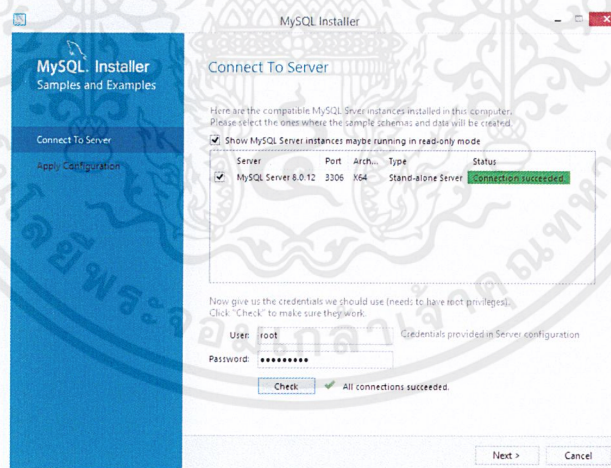 MySQL Installer
MySQL. Installer
Samples and Examples
Connect To Server
Apply Configuration
Connect To Server
Here are the compatible MySQL Srver instances installed in this computer.
Please select the ones where the sample schemas and data will be created.
Show MySQL Server instances maybe running in read-only mode
Server Port Arch... Type Status
MySQL Server 8.0.12 3306 X64 Stand-alone Server Connection succeeded.
Now give us the credentials we should use (needs to have root privileges).
Click "Check" to make sure they work.
User: root Credentials provided in Server configuration
Password: •••••••••
Check All connections succeeded.
Next > Cancel